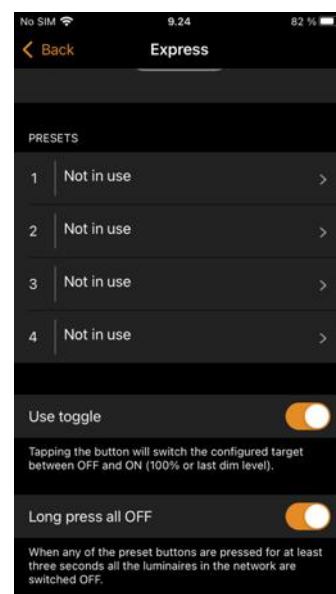 No SIM 9.24 82 %
Back Express
PRESETS
1 Not in use
2 Not in use
3 Not in use
4 Not in use
Use toggle
Tapping the button will switch the configured target
between OFF and ON (100% or last dim level).
Long press all OFF
When any of the preset buttons are pressed for at least
three seconds all the luminaires in the network are
switched OFF.